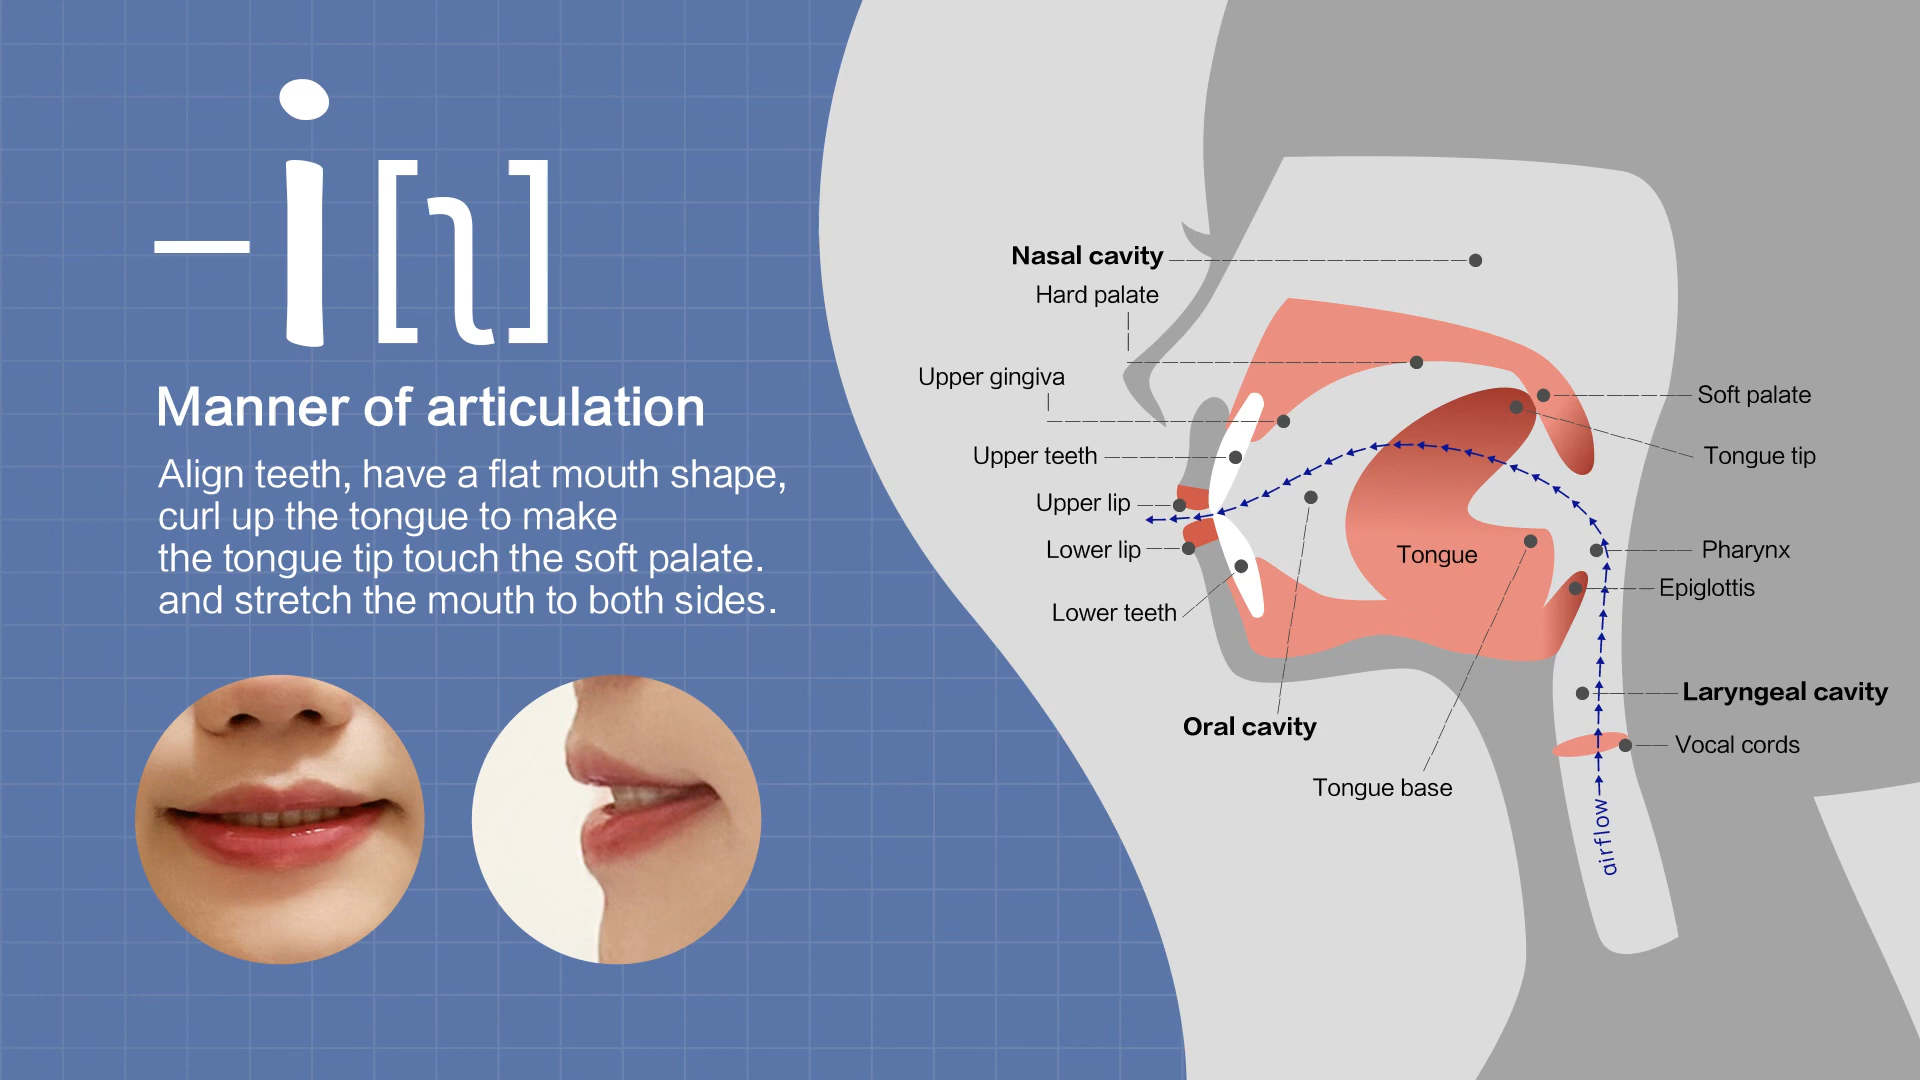 -i [ʅ]
Manner of articulation
Align teeth, have a flat mouth shape,
curl up the tongue to make
the tongue tip touch the soft palate.
and stretch the mouth to both sides.
Nasal cavity
Hard palate
Upper gingiva
Upper teeth
Upper lip
Lower lip
Lower teeth
Oral cavity
Tongue base
Tongue
Soft palate
Tongue tip
Pharynx
Epiglottis
Laryngeal cavity
Vocal cords
airflow